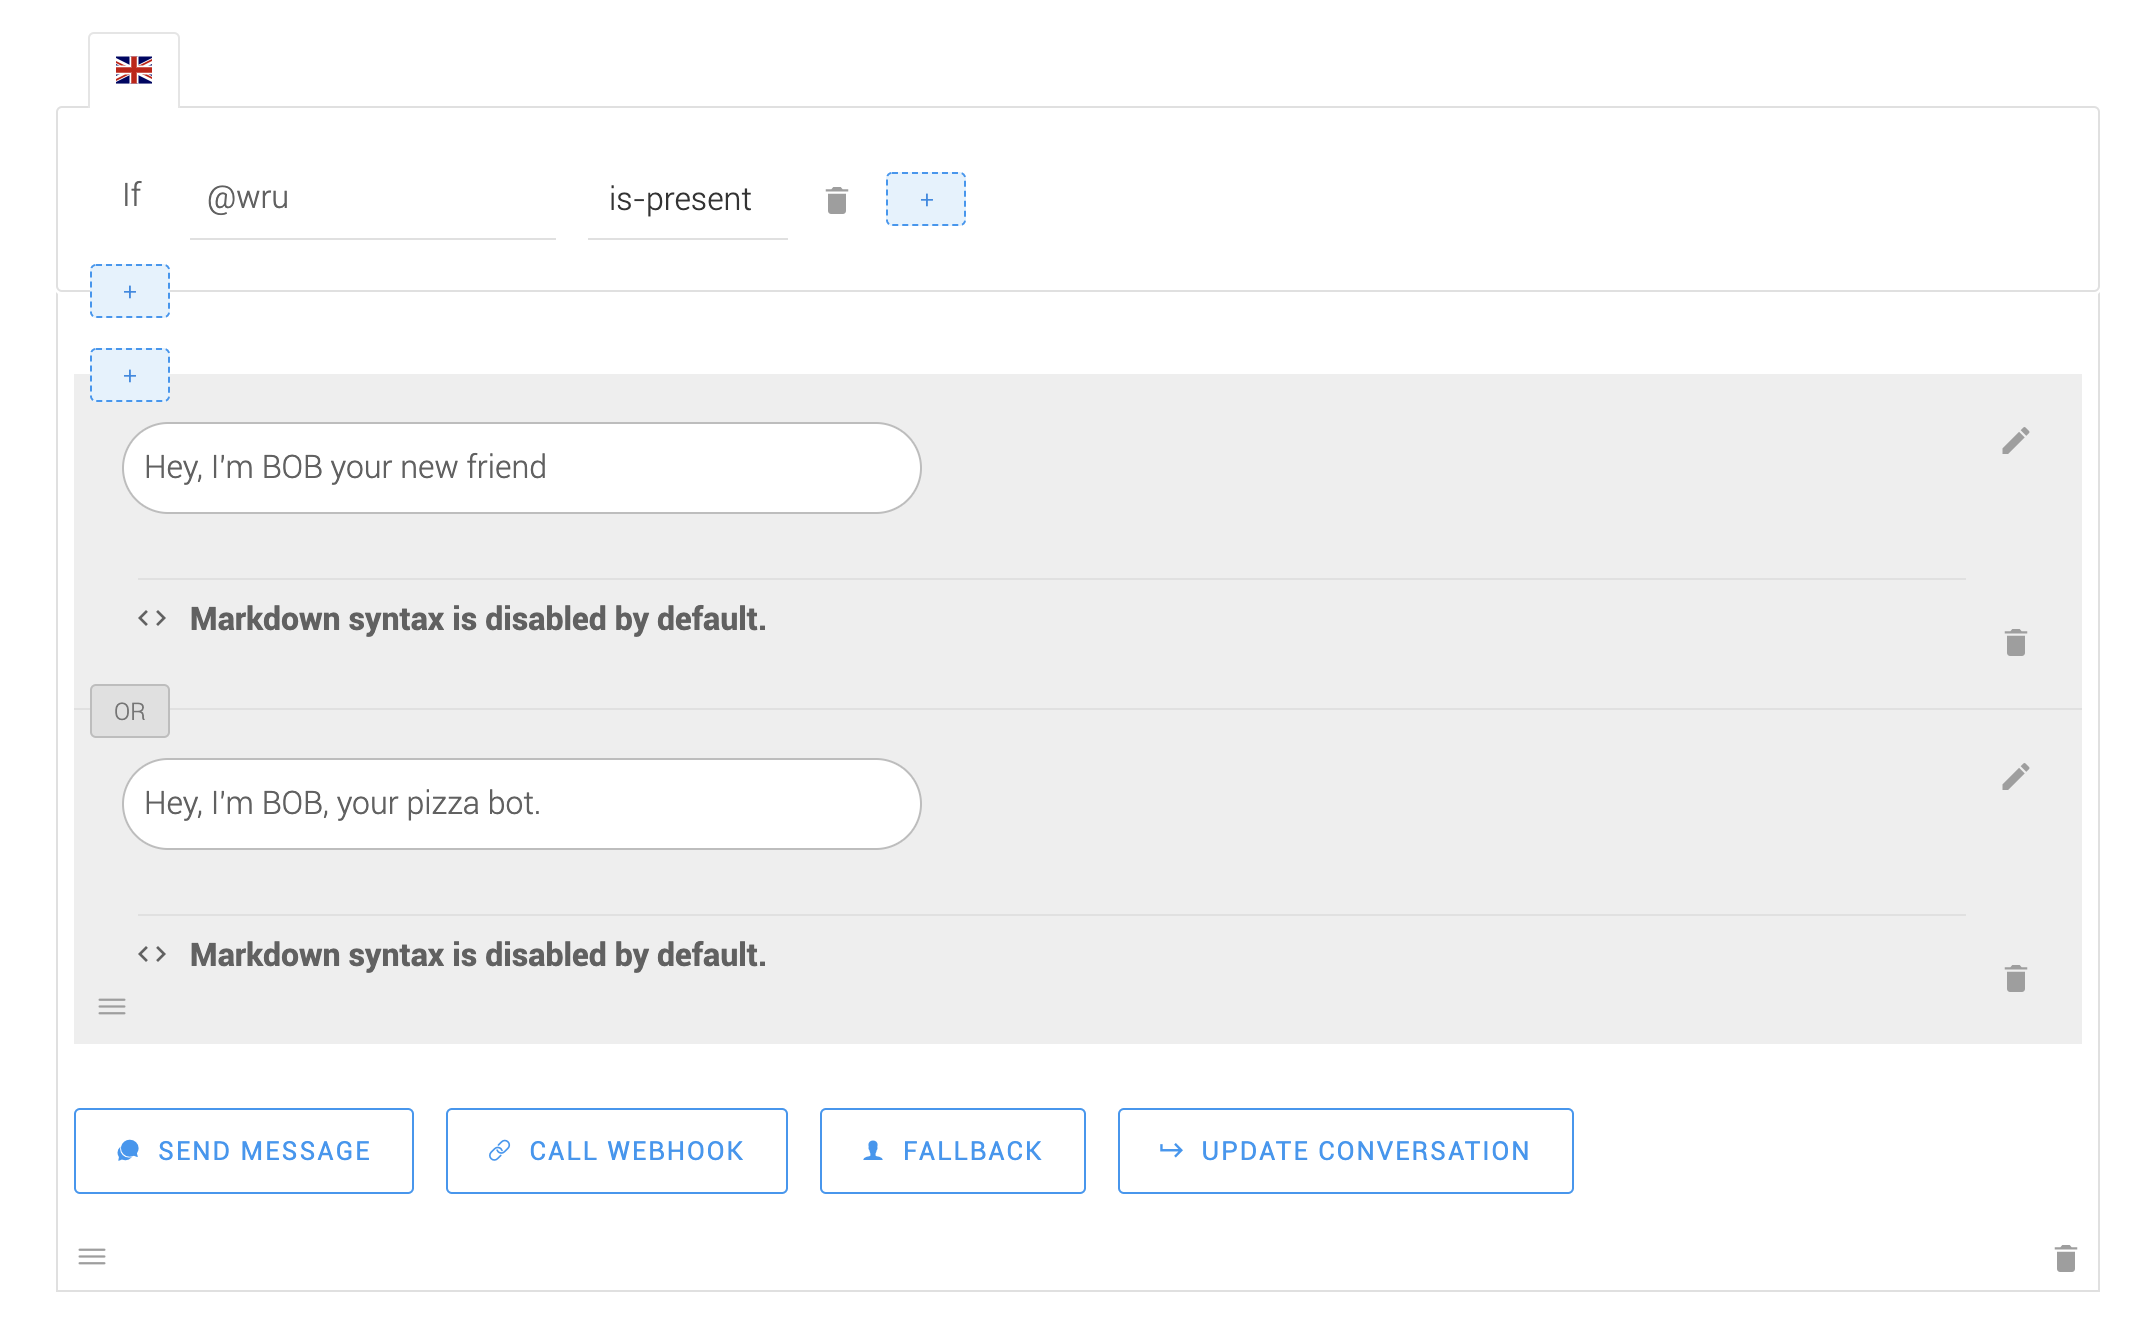 If @wru is-present +
+
+
Hey, I'm BOB your new friend
<> Markdown syntax is disabled by default.
OR
Hey, I'm BOB, your pizza bot.
<> Markdown syntax is disabled by default.
SEND MESSAGE CALL WEBHOOK FALLBACK UPDATE CONVERSATION